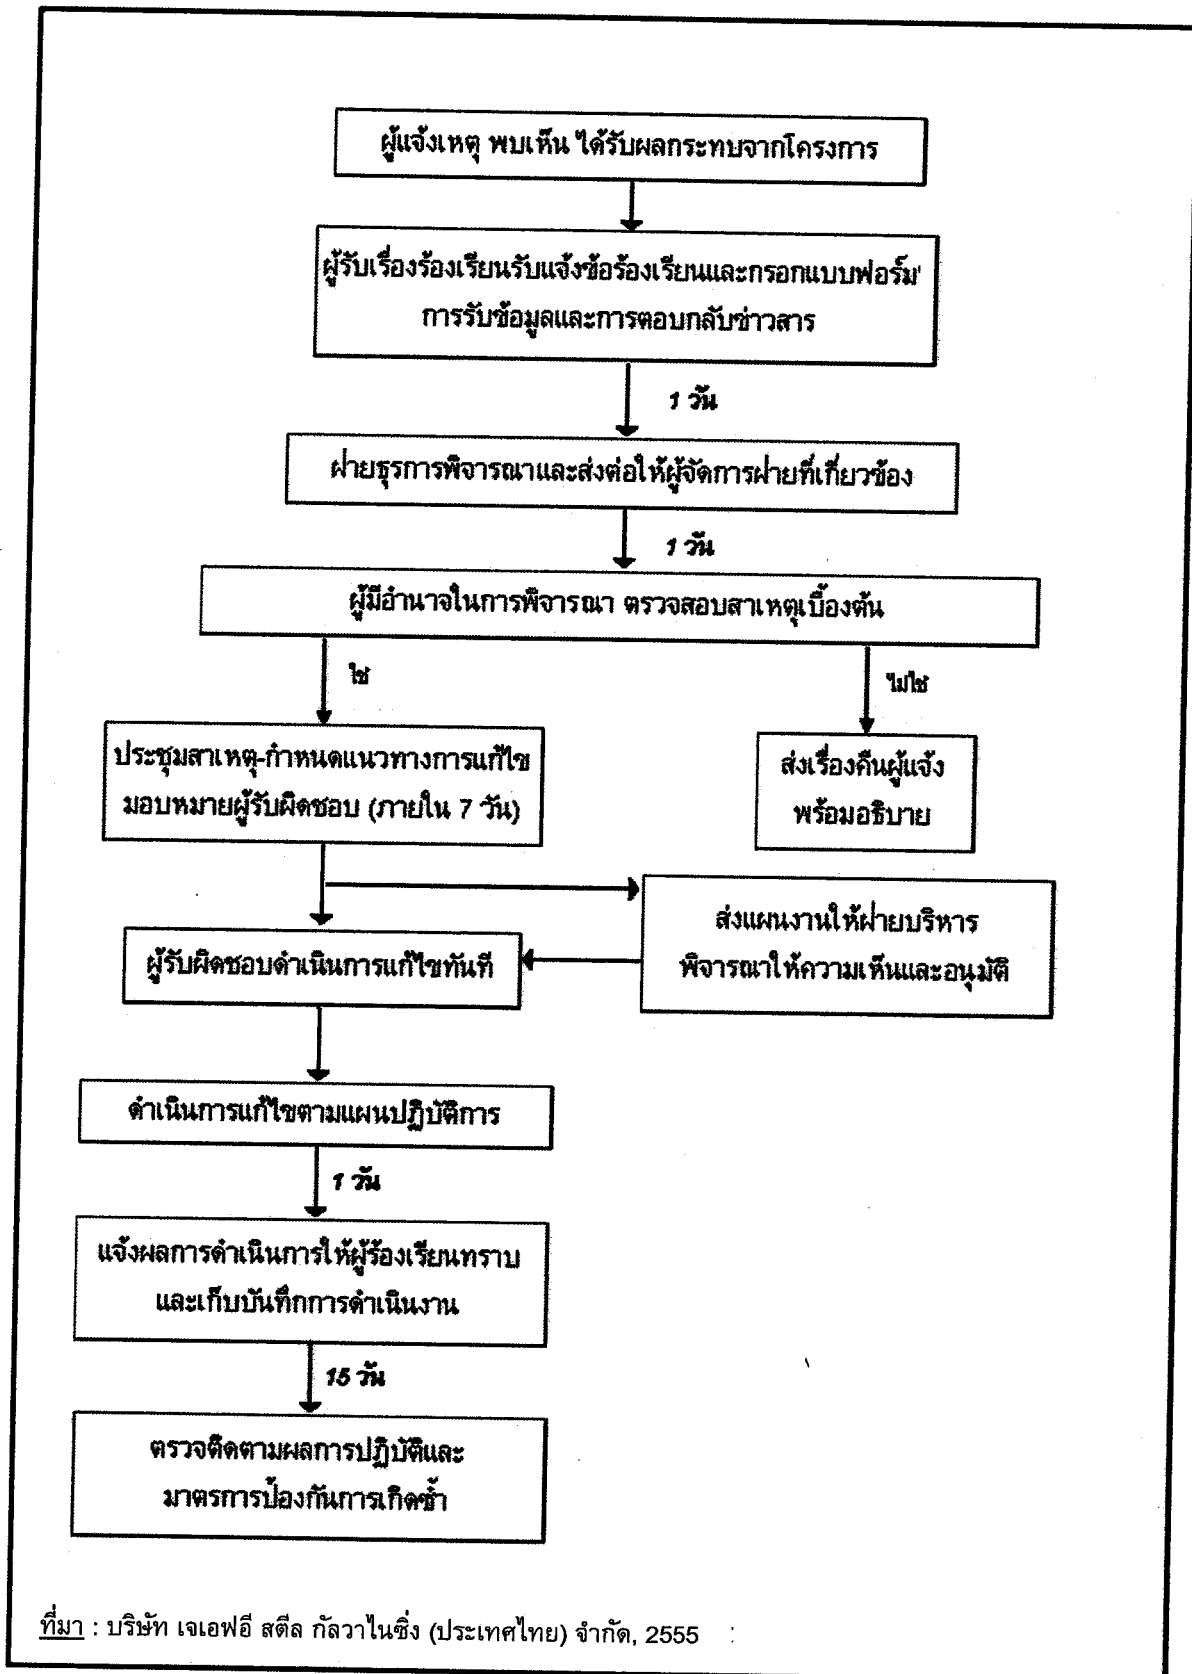 ผู้แจ้งเหตุ พบเห็น ได้รับผลกระทบจากโครงการ
ผู้รับเรื่องร้องเรียนรับแจ้งข้อร้องเรียนและกรอกแบบฟอร์ม
การรับข้อมูลและการตอบกลับข่าวสาร
1 วัน
ฝ่ายธุรการพิจารณาและส่งต่อให้ผู้จัดการฝ่ายที่เกี่ยวข้อง
1 วัน
ผู้มีอำนาจในการพิจารณา ตรวจสอบสาเหตุเบื้องต้น
ใช่
ไม่ใช่
ประชุมสาเหตุ-กำหนดแนวทางการแก้ไข
มอบหมายผู้รับผิดชอบ (ภายใน 7 วัน)
ส่งเรื่องคืนผู้แจ้ง
พร้อมอธิบาย
ส่งแผนงานให้ฝ่ายบริหาร
พิจารณาให้ความเห็นและอนุมัติ
ผู้รับผิดชอบดำเนินการแก้ไขทันที
ดำเนินการแก้ไขตามแผนปฏิบัติการ
1 วัน
แจ้งผลการดำเนินการให้ผู้ร้องเรียนทราบ
และเก็บบันทึกการดำเนินงาน
15 วัน
ตรวจติดตามผลการปฏิบัติและ
มาตรการป้องกันการเกิดซ้ำ
ที่มา : บริษัท เจเอฟอี สตีล กัลวาไนซิ่ง (ประเทศไทย) จำกัด, 2555